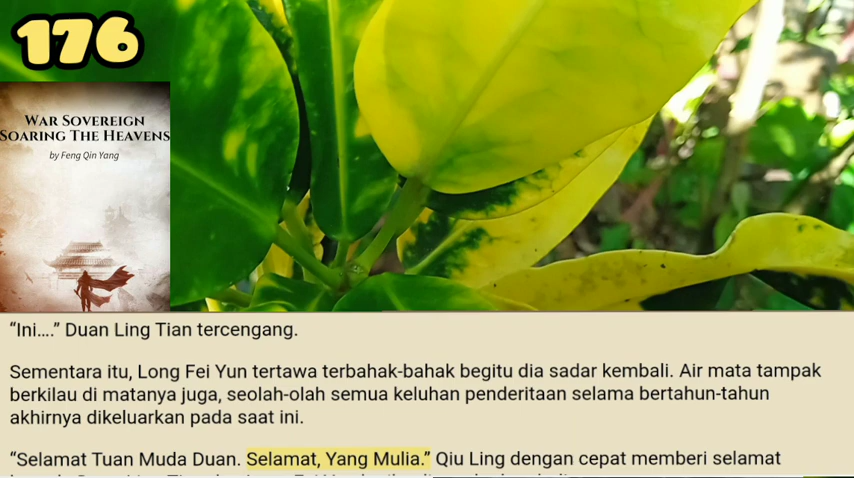 176
WAR SOVEREIGN
SOARING THE HEAVENS
by Feng Qin Yang
“Ini....” Duan Ling Tian tercengang.
Sementara itu, Long Fei Yun tertawa terbahak-bahak begitu dia sadar kembali. Air mata tampak
berkilau di matanya juga, seolah-olah semua keluhan penderitaan selama bertahun-tahun
akhirnya dikeluarkan pada saat ini.
“Selamat Tuan Muda Duan. Selamat, Yang Mulia.” Qiu Ling dengan cepat memberi selamat